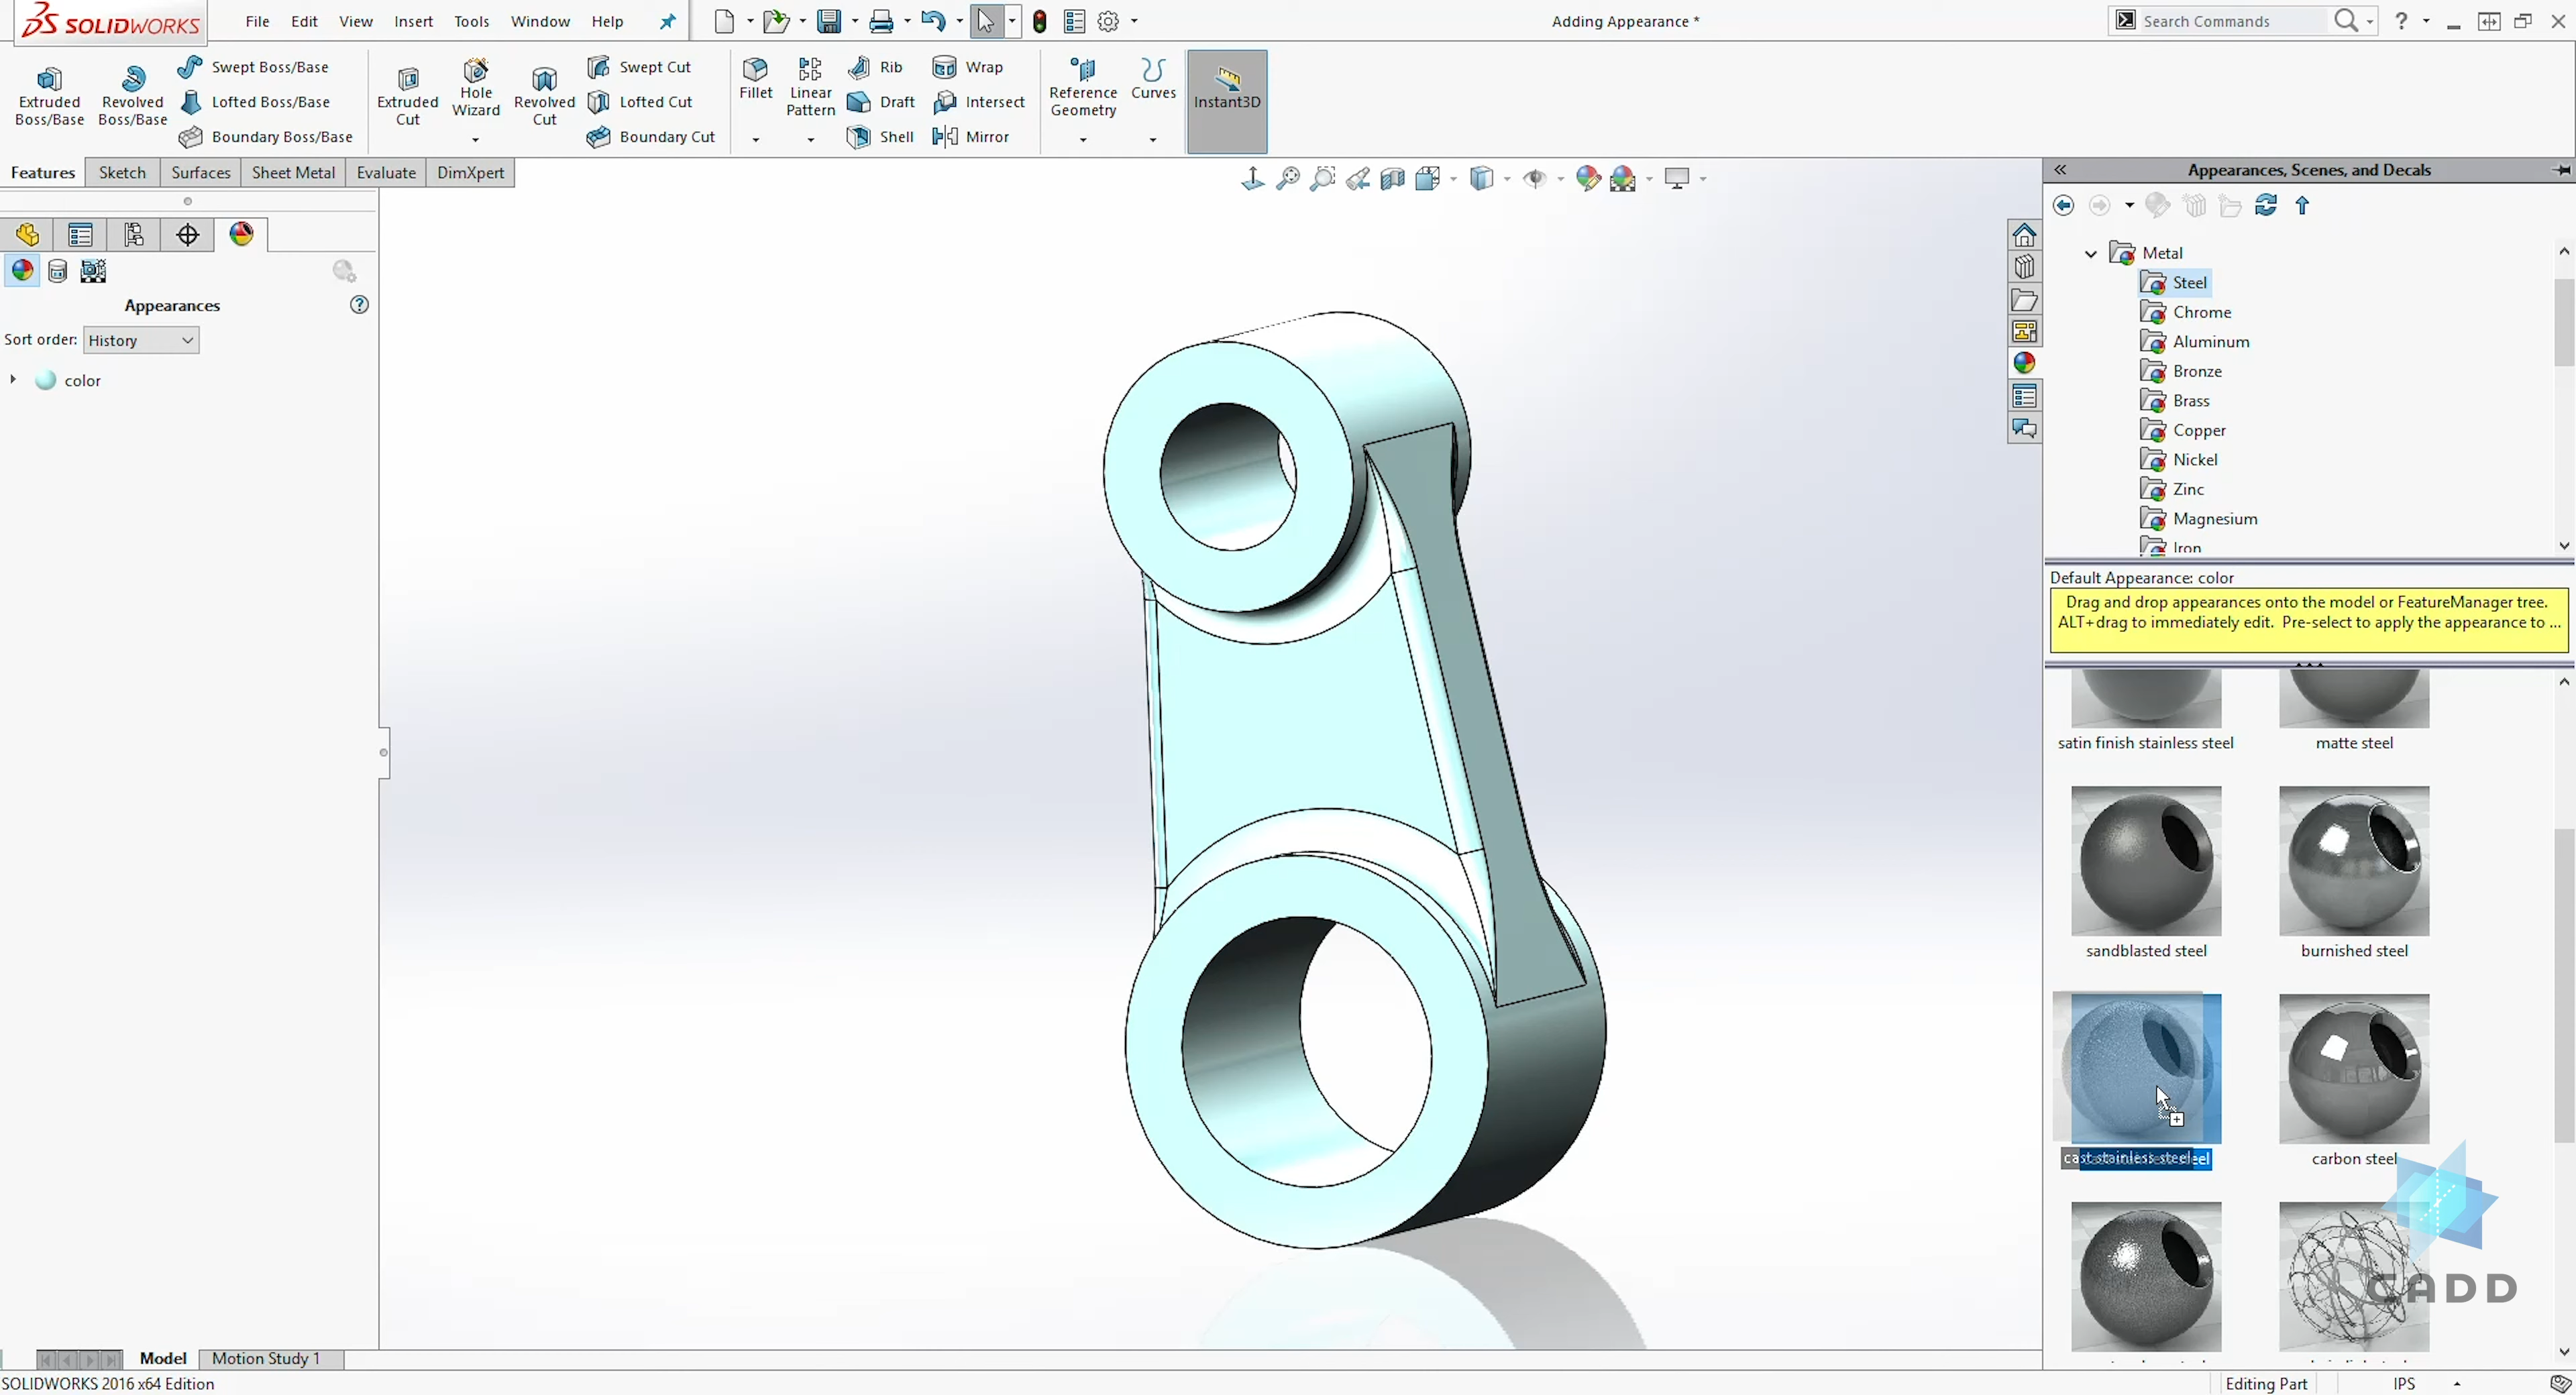 SOLIDWORKS
File Edit View Insert Tools Window Help
Adding Appearance *
Search Commands
Extruded Boss/Base
Revolved Boss/Base
Swept Boss/Base
Lofted Boss/Base
Boundary Boss/Base
Extruded Cut
Hole Wizard
Revolved Cut
Swept Cut
Lofted Cut
Boundary Cut
Fillet
Linear Pattern
Rib
Draft
Shell
Wrap
Intersect
Mirror
Reference Geometry
Curves
Instant3D
Features Sketch Surfaces Sheet Metal Evaluate DimXpert
Appearances
Sort order: History
color
Appearances, Scenes, and Decals
Metal
Steel
Chrome
Aluminum
Bronze
Brass
Copper
Nickel
Zinc
Magnesium
Iron
Default Appearance: color
Drag and drop appearances onto the model or FeatureManager tree.
ALT+drag to immediately edit. Pre-select to apply the appearance to ...
satin finish stainless steel
matte steel
sandblasted steel
burnished steel
cast stainless steel
carbon steel
CADD
Model Motion Study 1
SOLIDWORKS 2016 x64 Edition
Editing Part
IPS